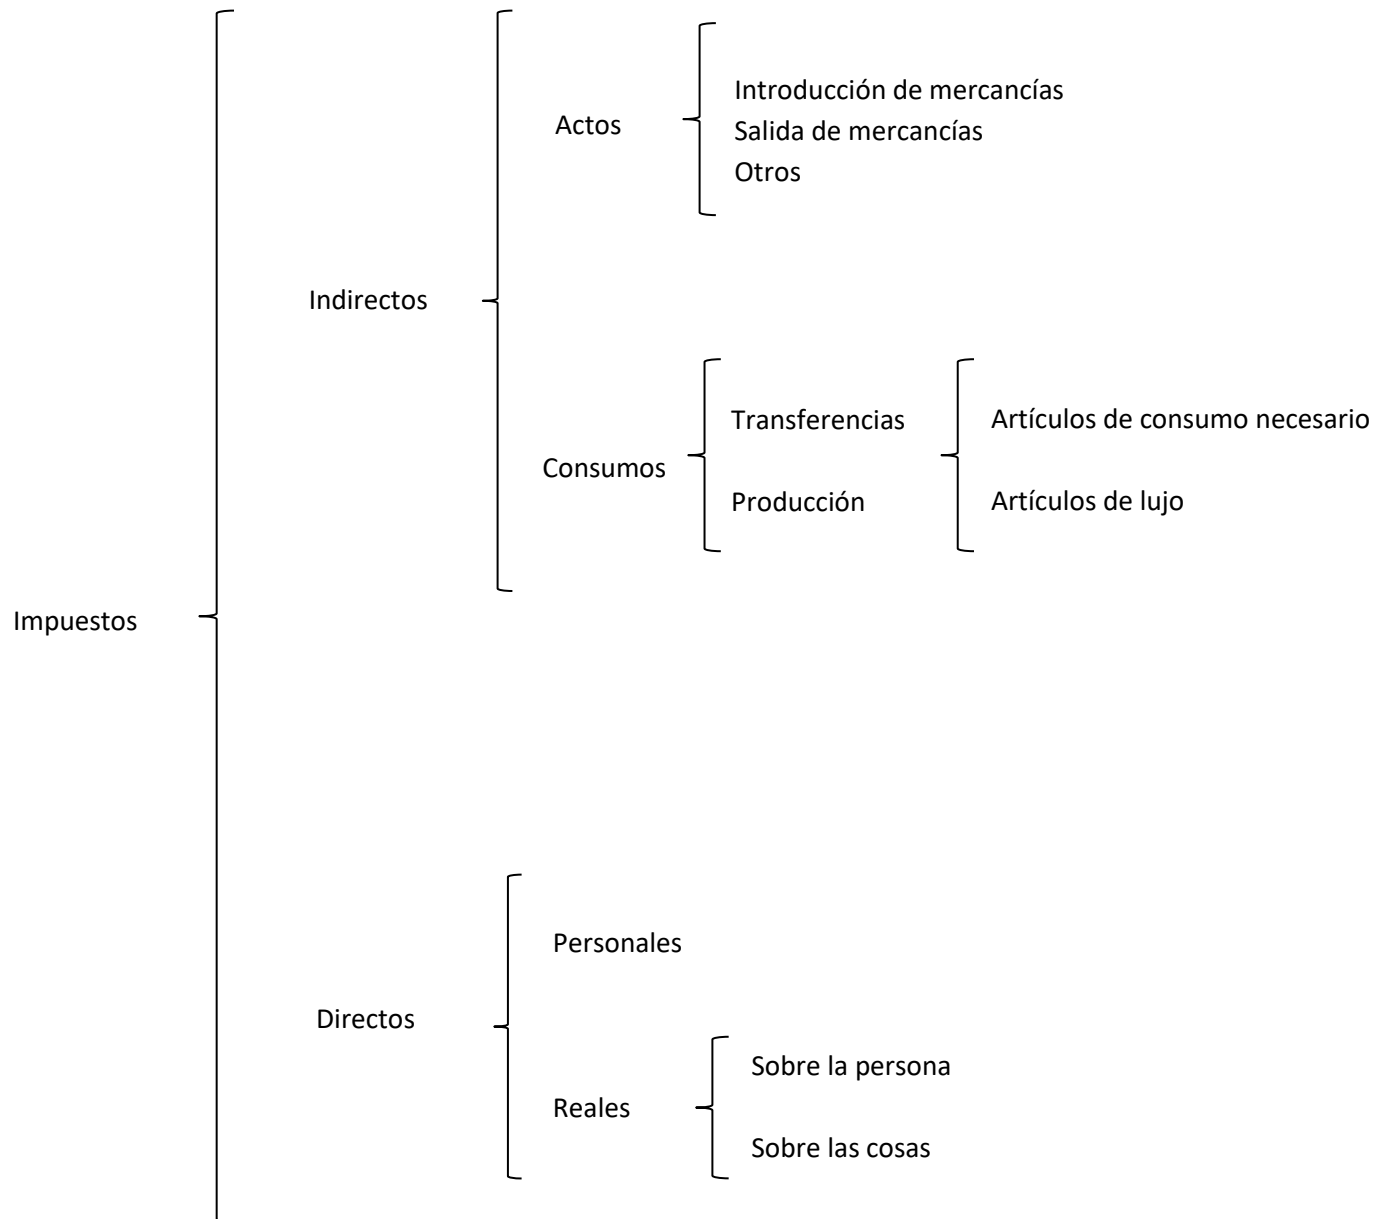 Introducción de mercancías
Actos
Salida de mercancías
Otros
Indirectos
Transferencias
Artículos de consumo necesario
Consumos
Producción
Artículos de lujo
Impuestos
Personales
Directos
Sobre la persona
Reales
Sobre las cosas